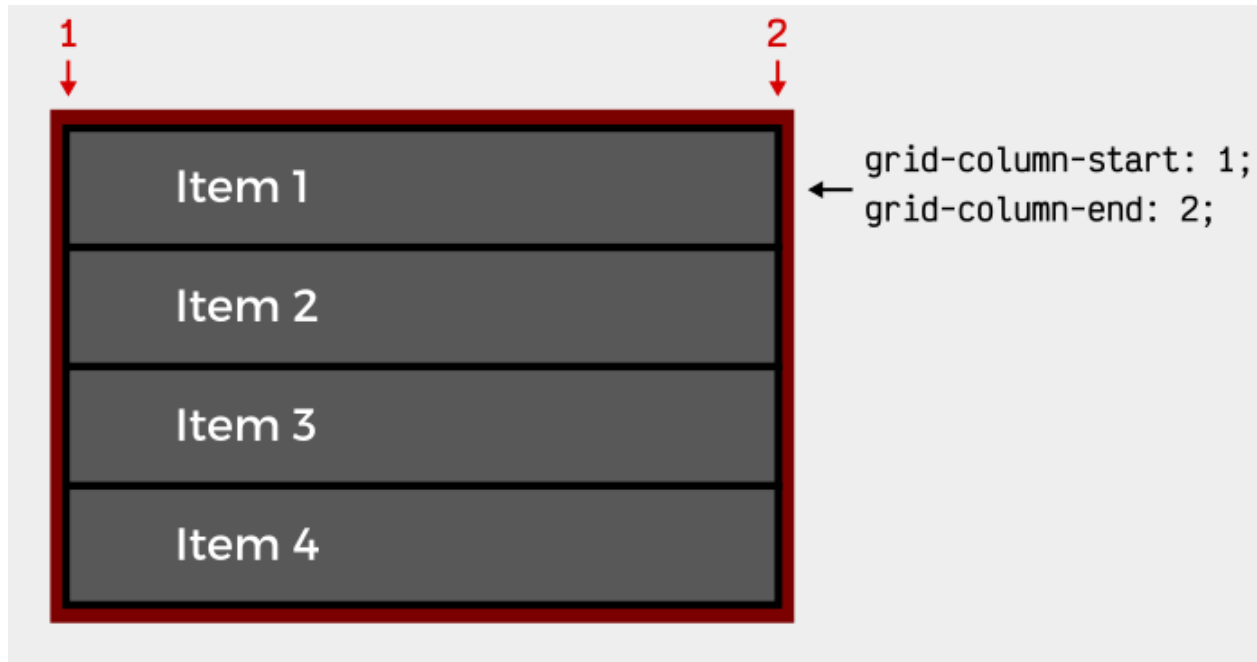 1 2
Item 1
grid-column-start: 1;
grid-column-end: 2;
Item 2
Item 3
Item 4